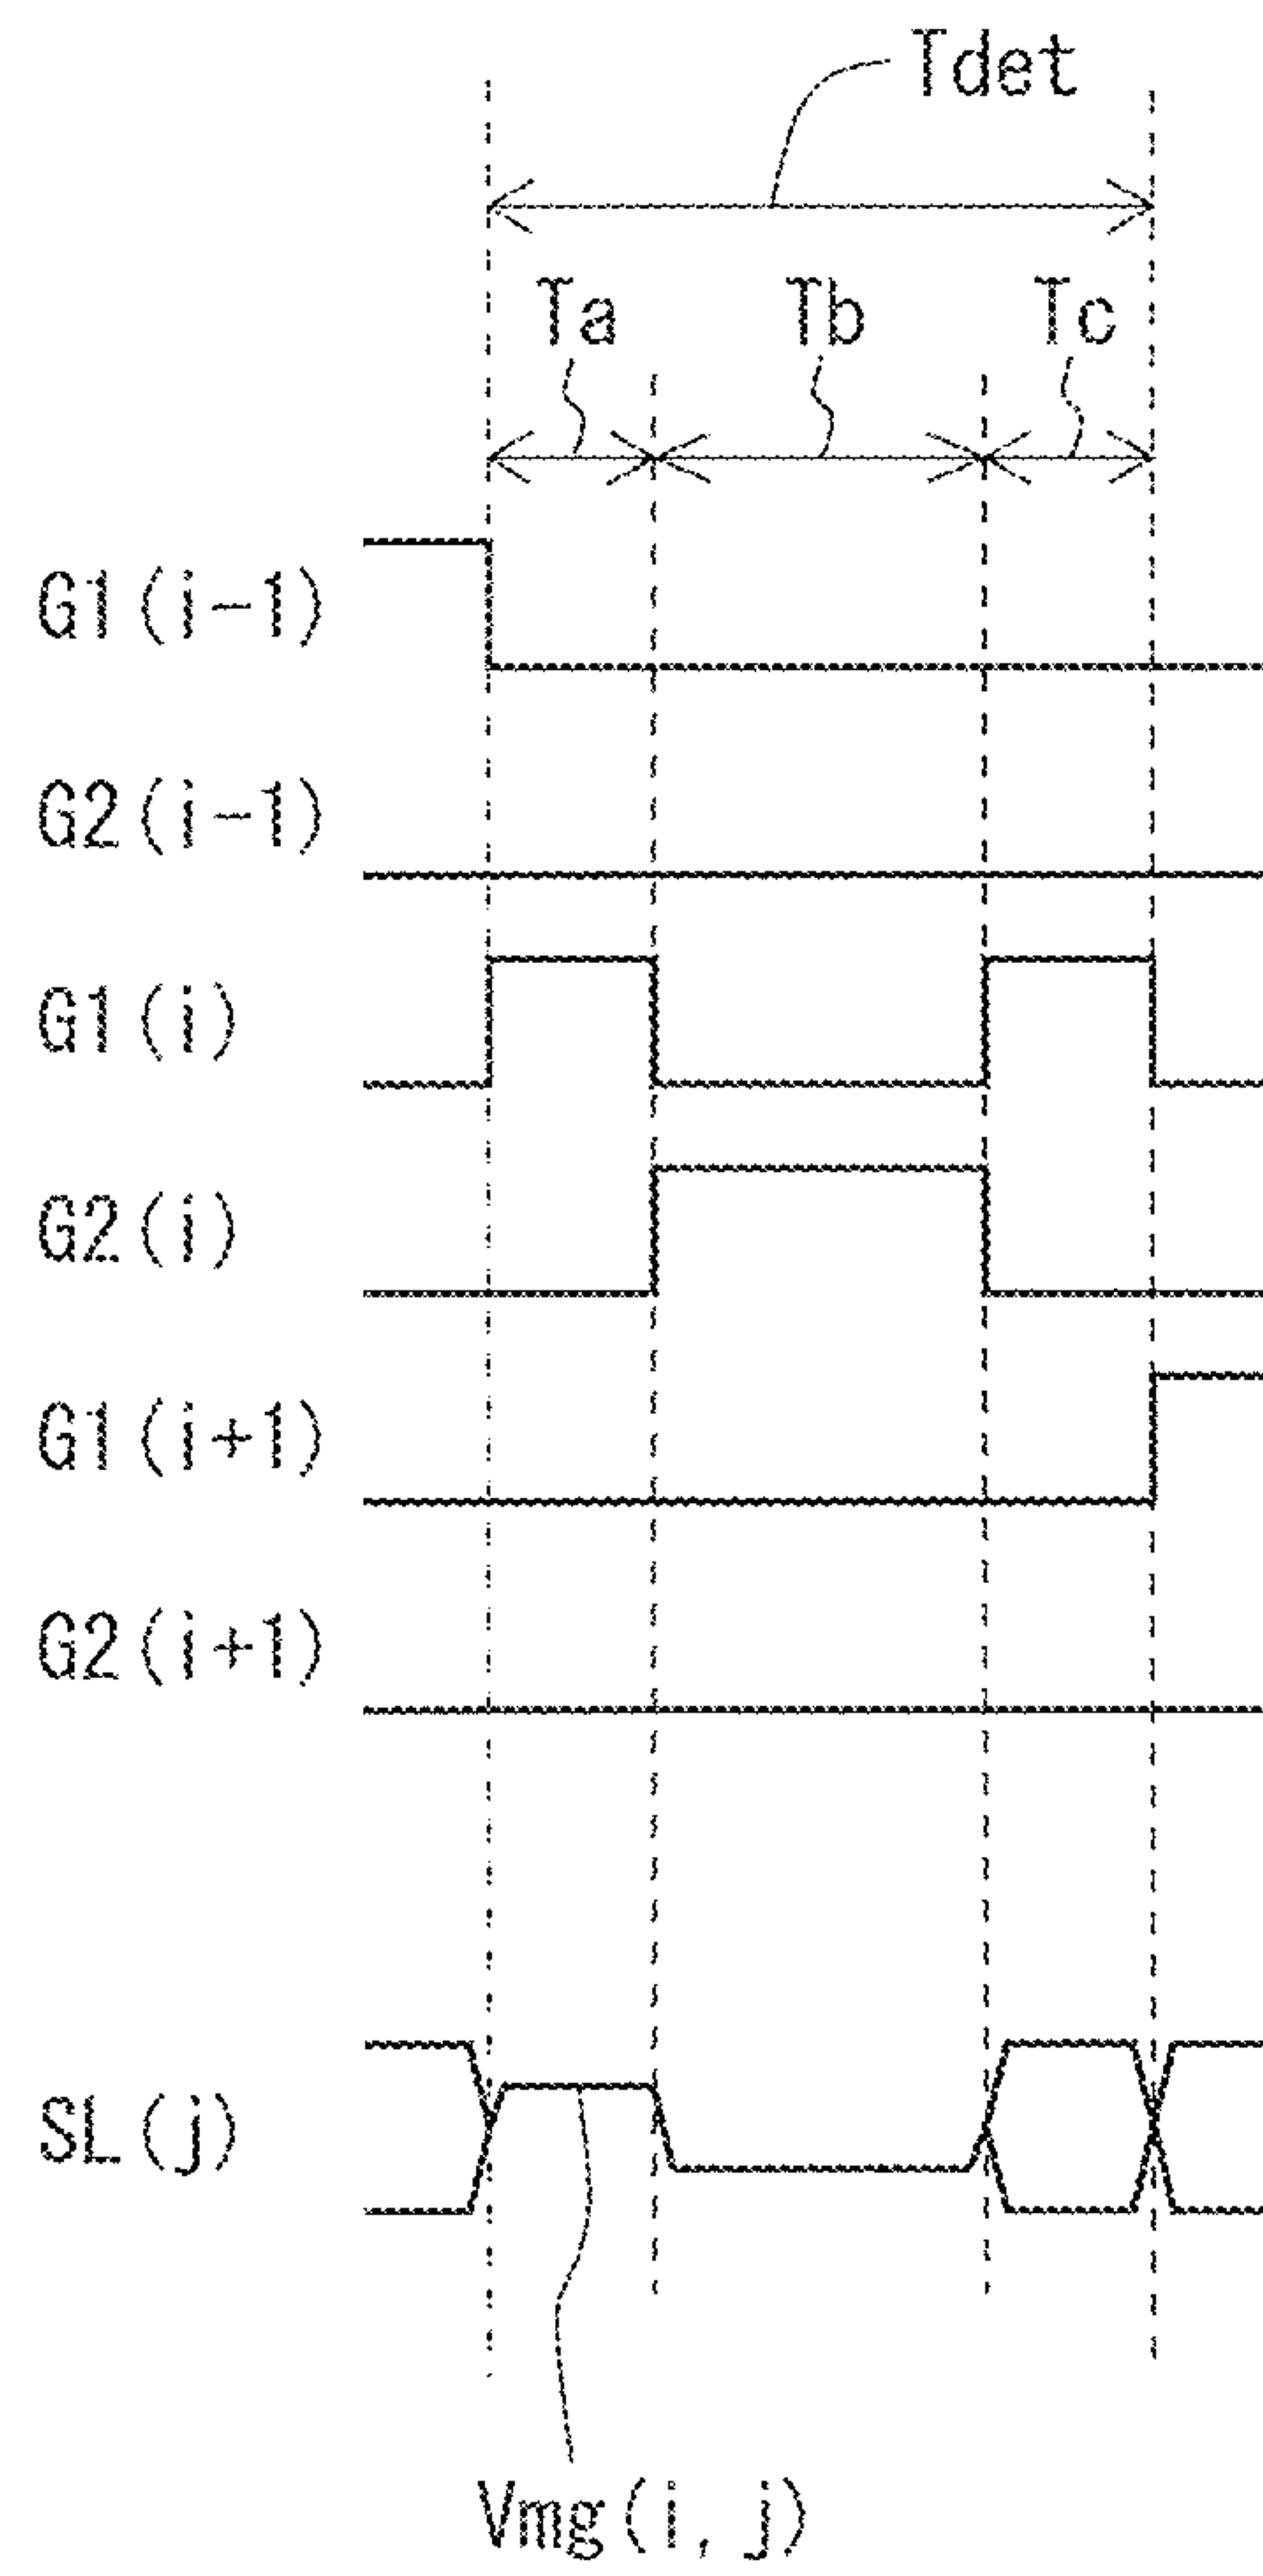 Tdet
Ta Tb Tc
G1(i-1)
G2(i-1)
G1(i)
G2(i)
G1(i+1)
G2(i+1)
SL(j)
Vmg(i, j)